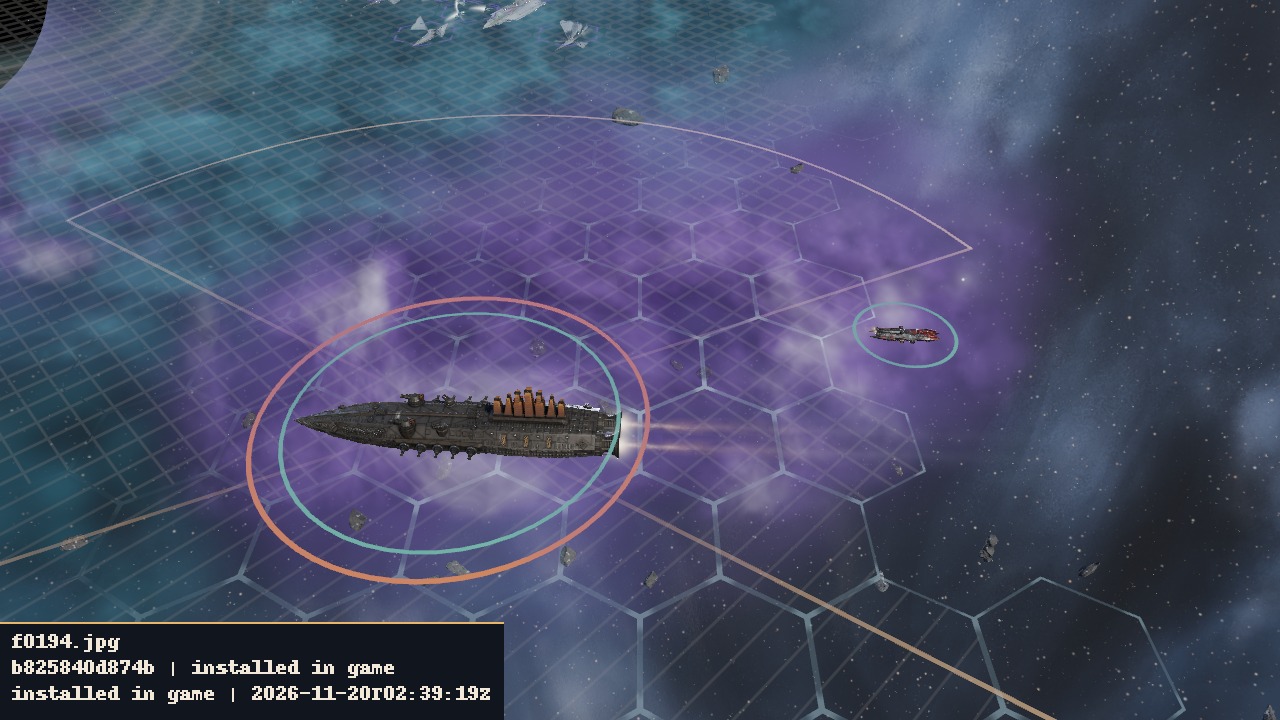 f0194.jpg
b825840d874b | installed in game
installed in game | 2026-11-20T02:39:19Z